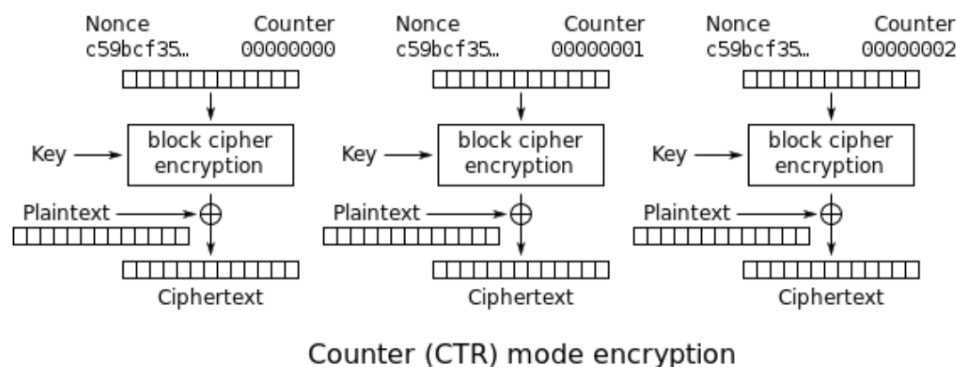 Nonce Counter Nonce Counter Nonce Counter
c59bcf35… 00000000 c59bcf35… 00000001 c59bcf35… 00000002
block cipher block cipher block cipher
Key Key Key
encryption encryption encryption
Plaintext Plaintext Plaintext
Ciphertext Ciphertext Ciphertext
Counter (CTR) mode encryption